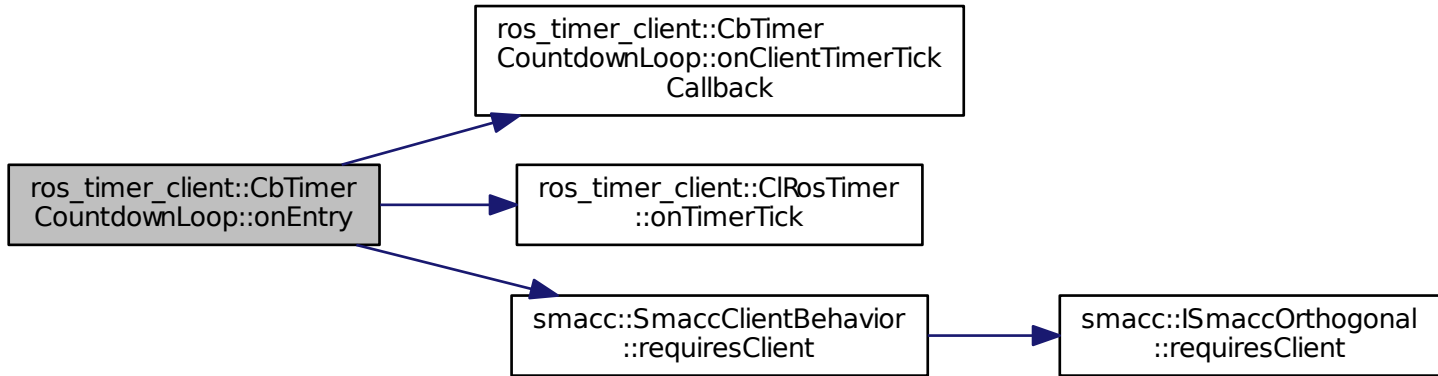 ros_timer_client::CbTimer
CountdownLoop::onClientTimerTick
Callback
ros_timer_client::CbTimer
CountdownLoop::onEntry
ros_timer_client::ClRosTimer
::onTimerTick
smacc::SmaccClientBehavior
::requiresClient
smacc::ISmaccOrthogonal
::requiresClient